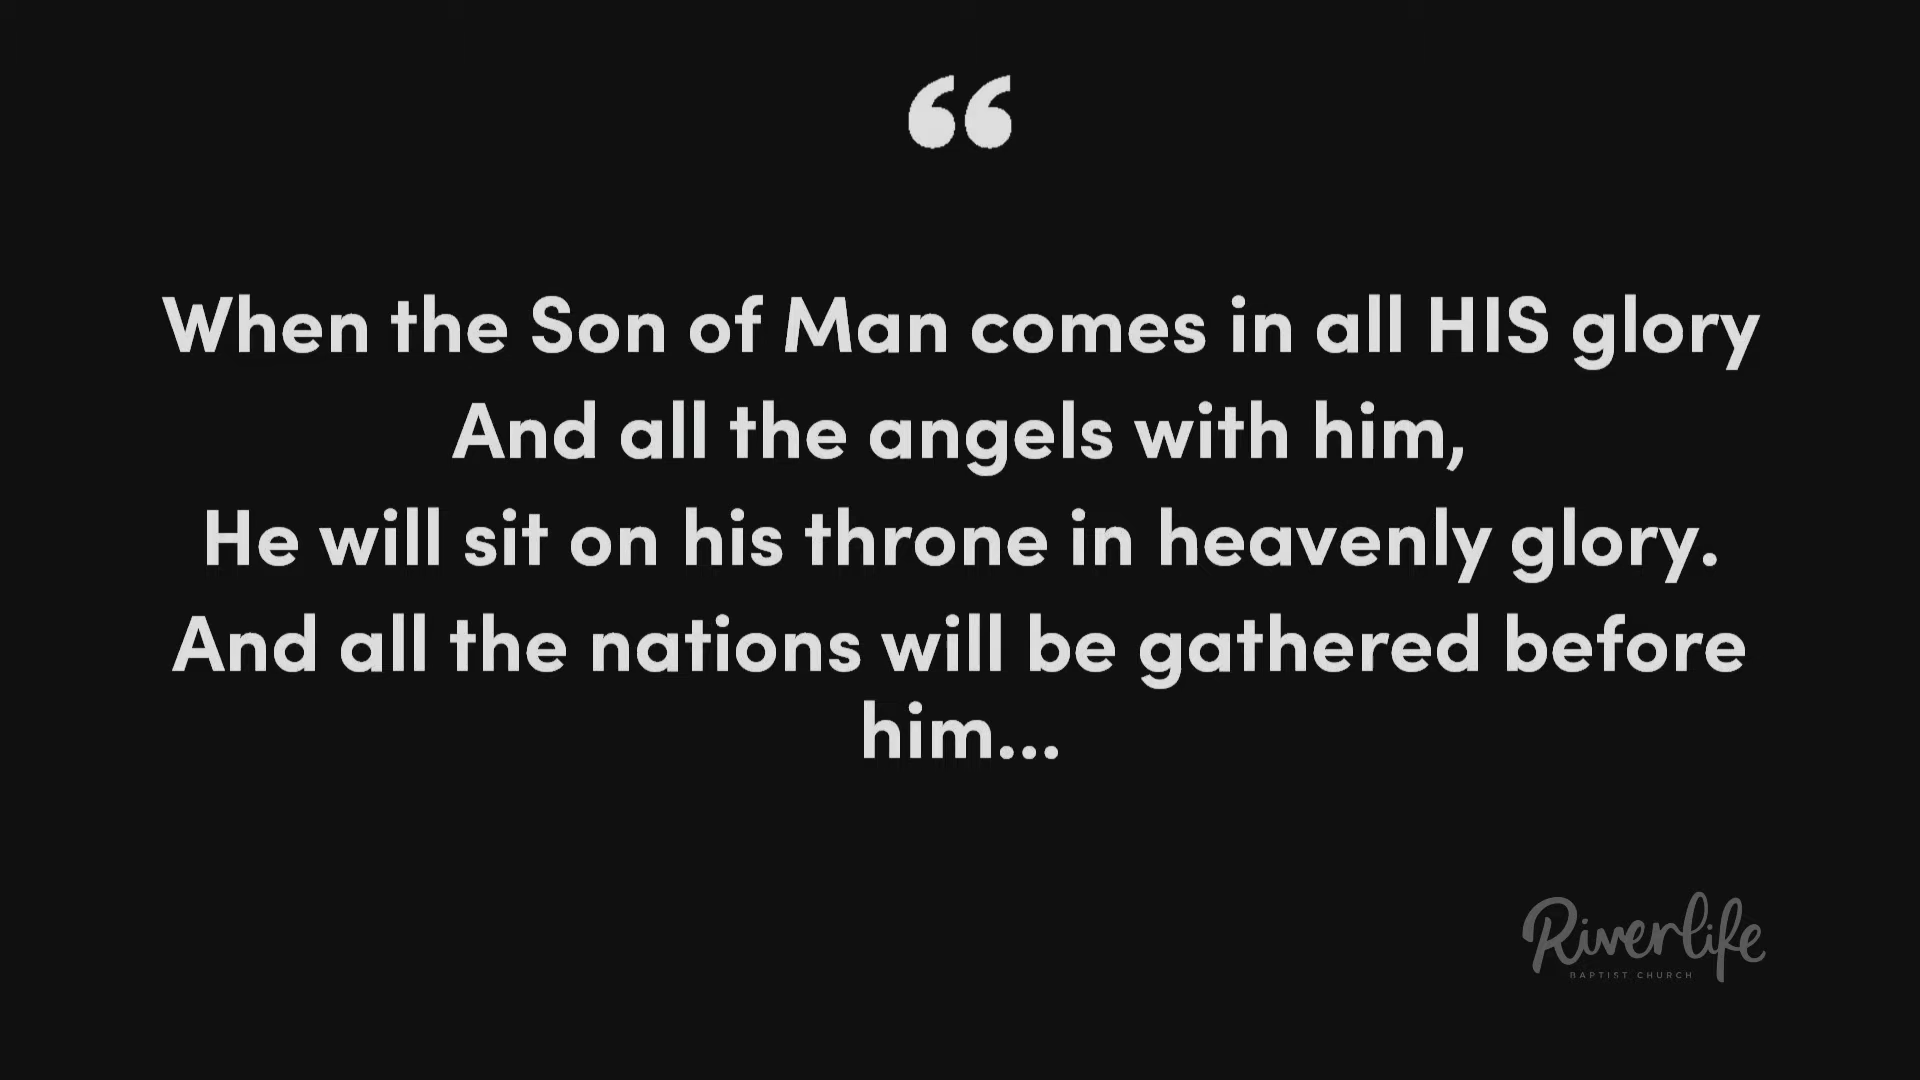 “
When the Son of Man comes in all HIS glory
And all the angels with him,
He will sit on his throne in heavenly glory.
And all the nations will be gathered before
him...
Riverlife
BAPTIST CHURCH